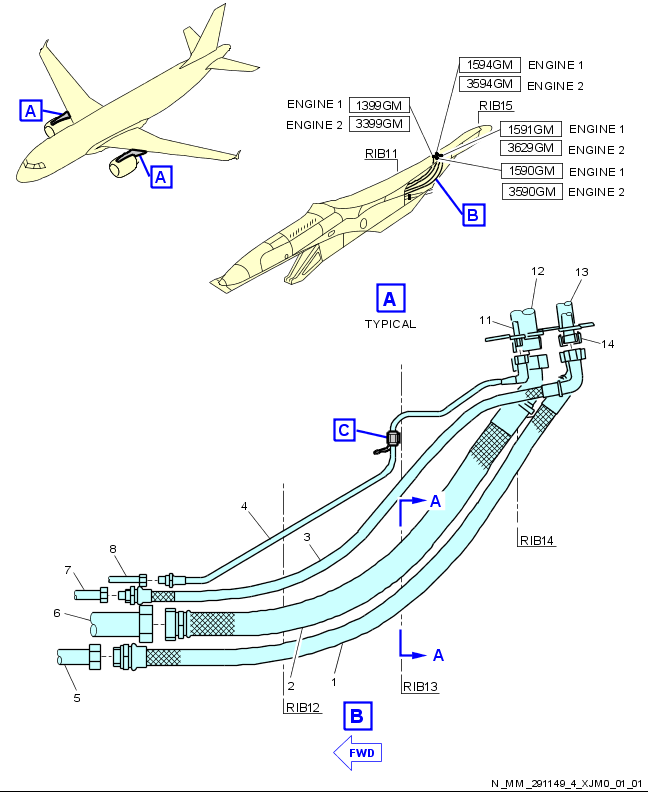 A
A
1594GM ENGINE 1
3594GM ENGINE 2
RIB15
ENGINE 1 1399GM
ENGINE 2 3399GM
1591GM ENGINE 1
3629GM ENGINE 2
RIB11
1590GM ENGINE 1
3590GM ENGINE 2
B
A
TYPICAL
12
13
11
14
C
A
4
3
RIB14
8
7
6
5
2
1
A
RIB13
RIB12
B
FWD
N_MM_291149_4_XJM0_01_01